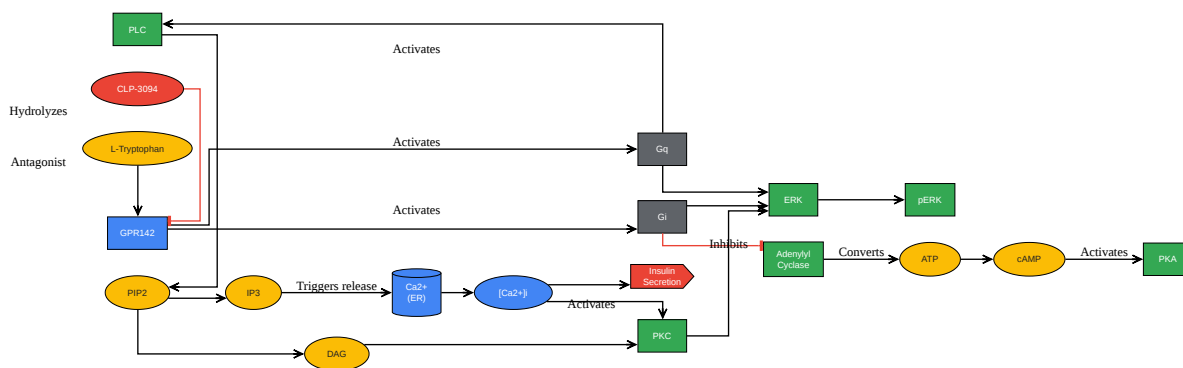 PLC
Activates
CLP-3094
Hydrolyzes
L-Tryptophan
Antagonist
Activates
Gq
ERK
pERK
Activates
Gi
GPR142
Inhibits
Adenylyl
Cyclase
Converts
ATP
cAMP
Activates
PKA
PIP2
IP3
Triggers release
Ca2+
(ER)
[Ca2+]i
Insulin
Secretion
Activates
PKC
DAG